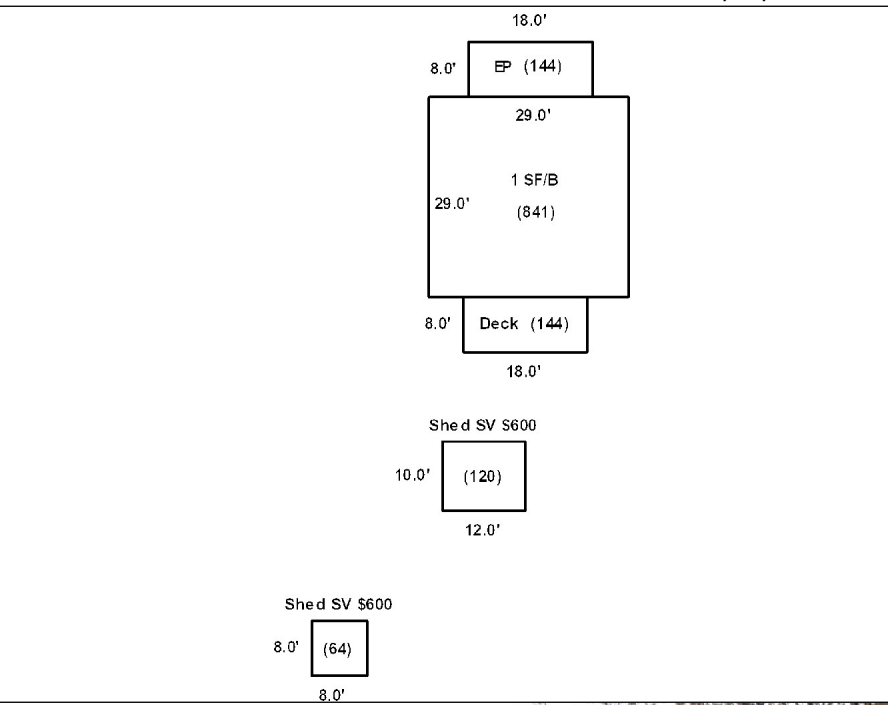 18.0'
8.0' EP (144)
29.0'
1 SF/B
29.0'
(841)
8.0' Deck (144)
18.0'
Shed SV $600
10.0' (120)
12.0'
Shed SV $600
8.0' (64)
8.0'